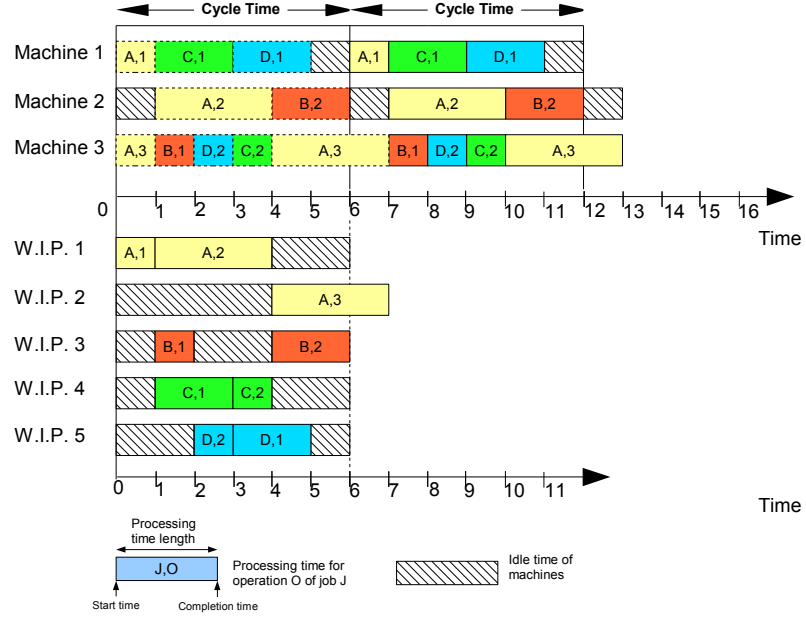 Cycle Time Cycle Time
Machine 1 A,1 C,1 D,1 A,1 C,1 D,1
Machine 2 A,2 B,2 A,2 B,2
Machine 3 A,3 B,1 D,2 C,2 A,3 B,1 D,2 C,2 A,3
0 1 2 3 4 5 6 7 8 9 10 11 12 13 14 15 16
Time
W.I.P. 1 A,1 A,2
W.I.P. 2 A,3
W.I.P. 3 B,1 B,2
W.I.P. 4 C,1 C,2
W.I.P. 5 D,2 D,1
0 1 2 3 4 5 6 7 8 9 10 11
Time
Processing
time length
J,O
Start time
Completion time
Processing time for
operation O of job J
Idle time of
machines